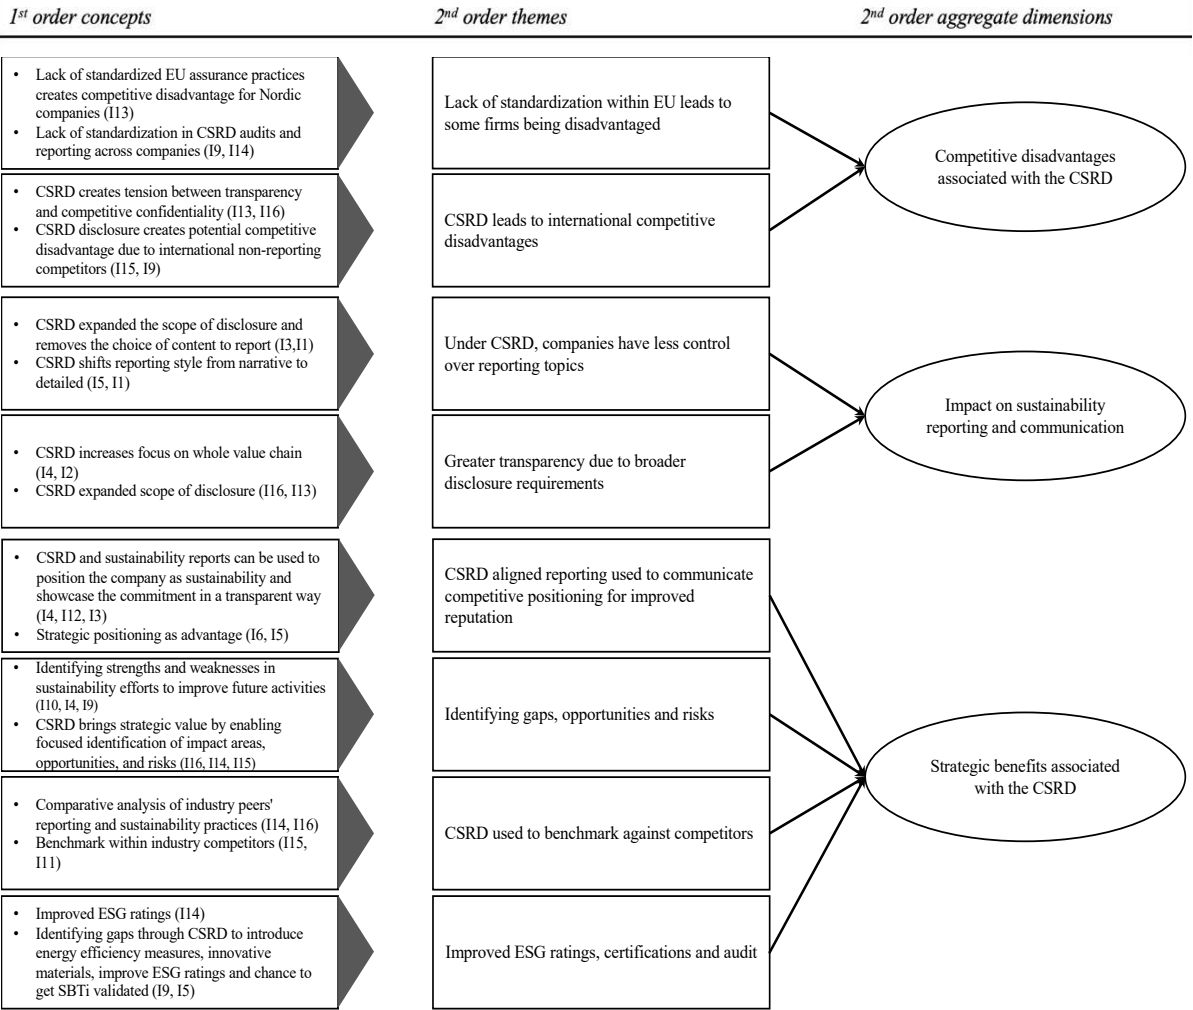 1st order concepts
2nd order themes
2nd order aggregate dimensions
• Lack of standardized EU assurance practices
creates competitive disadvantage for Nordic
companies (I13)
• Lack of standardization in CSRD audits and
reporting across companies (I9, I14)
Lack of standardization within EU leads to
some firms being disadvantaged
Competitive disadvantages
associated with the CSRD
• CSRD creates tension between transparency
and competitive confidentiality (I13, I16)
• CSRD disclosure creates potential competitive
disadvantage due to international non-reporting
competitors (I15, I9)
CSRD leads to international competitive
disadvantages
• CSRD expanded the scope of disclosure and
removes the choice of content to report (I3,I1)
• CSRD shifts reporting style from narrative to
detailed (I5, I1)
Under CSRD, companies have less control
over reporting topics
Impact on sustainability
reporting and communication
• CSRD increases focus on whole value chain
(I4, I2)
• CSRD expanded scope of disclosure (I16, I13)
Greater transparency due to broader
disclosure requirements
• CSRD and sustainability reports can be used to
position the company as sustainability and
showcase the commitment in a transparent way
(I4, I12, I3)
• Strategic positioning as advantage (I6, I5)
CSRD aligned reporting used to communicate
competitive positioning for improved
reputation
• Identifying strengths and weaknesses in
sustainability efforts to improve future activities
(I10, I4, I9)
• CSRD brings strategic value by enabling
focused identification of impact areas,
opportunities, and risks (I16, I14, I15)
Identifying gaps, opportunities and risks
Strategic benefits associated
with the CSRD
• Comparative analysis of industry peers'
reporting and sustainability practices (I14, I16)
• Benchmark within industry competitors (I15,
I11)
CSRD used to benchmark against competitors
• Improved ESG ratings (I14)
• Identifying gaps through CSRD to introduce
energy efficiency measures, innovative
materials, improve ESG ratings and chance to
get SBTi validated (I9, I5)
Improved ESG ratings, certifications and audit